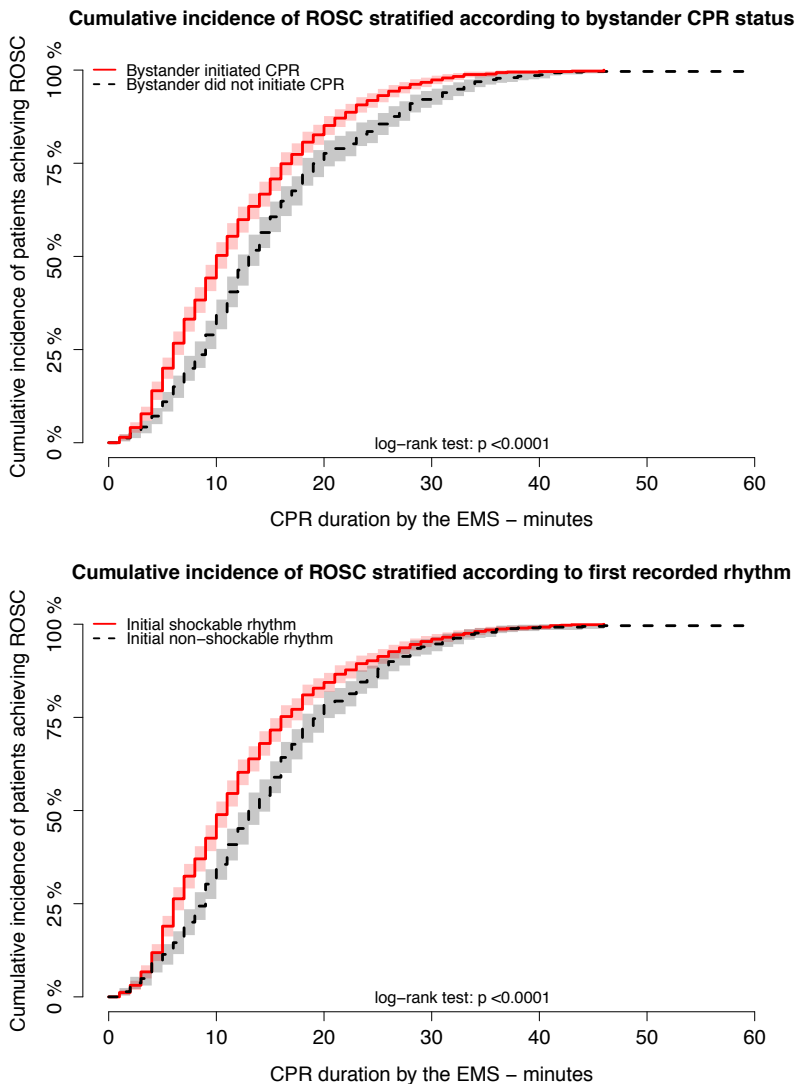 Cumulative incidence of ROSC stratified according to bystander CPR status
Cumulative incidence of patients achieving ROSC
100 %
75 %
50 %
25 %
0 %
Bystander initiated CPR
Bystander did not initiate CPR
log−rank test: p <0.0001
0 10 20 30 40 50 60
CPR duration by the EMS − minutes
Cumulative incidence of ROSC stratified according to first recorded rhythm
Cumulative incidence of patients achieving ROSC
100 %
75 %
50 %
25 %
0 %
Initial shockable rhythm
Initial non−shockable rhythm
log−rank test: p <0.0001
0 10 20 30 40 50 60
CPR duration by the EMS − minutes